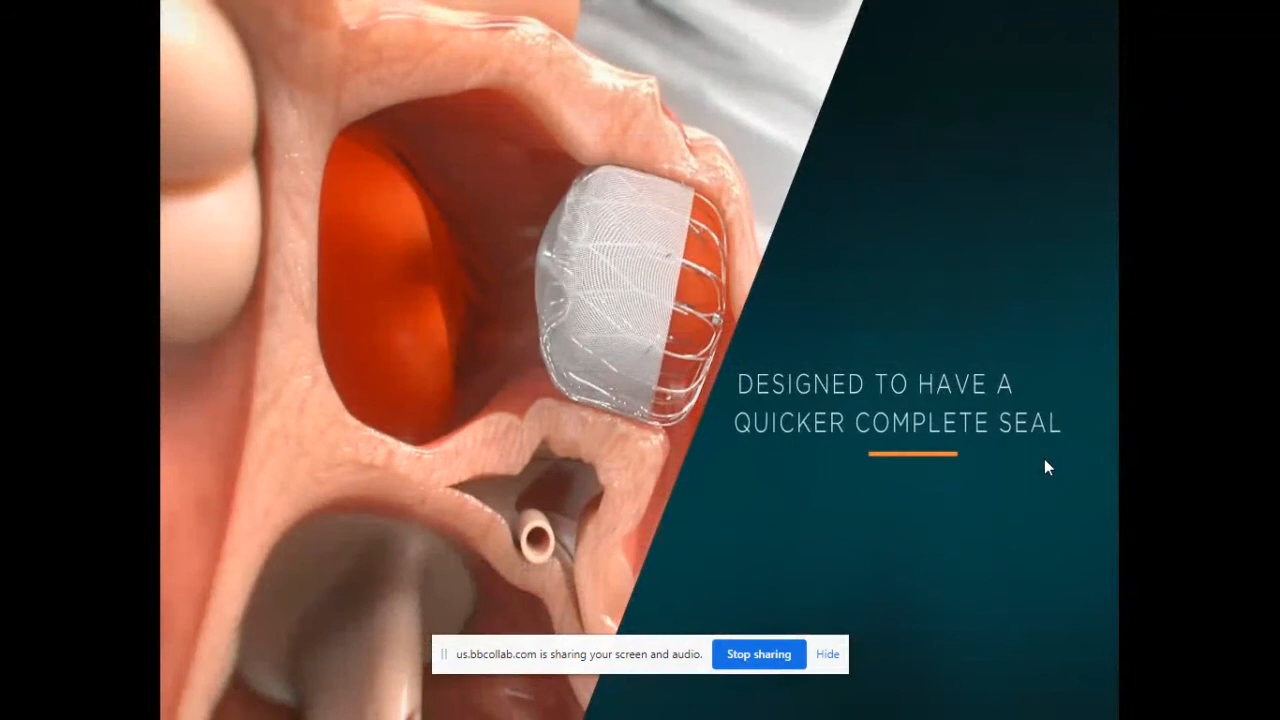 DESIGNED TO HAVE A
QUICKER COMPLETE SEAL
us.bbcollab.com is sharing your screen and audio. Stop sharing Hide